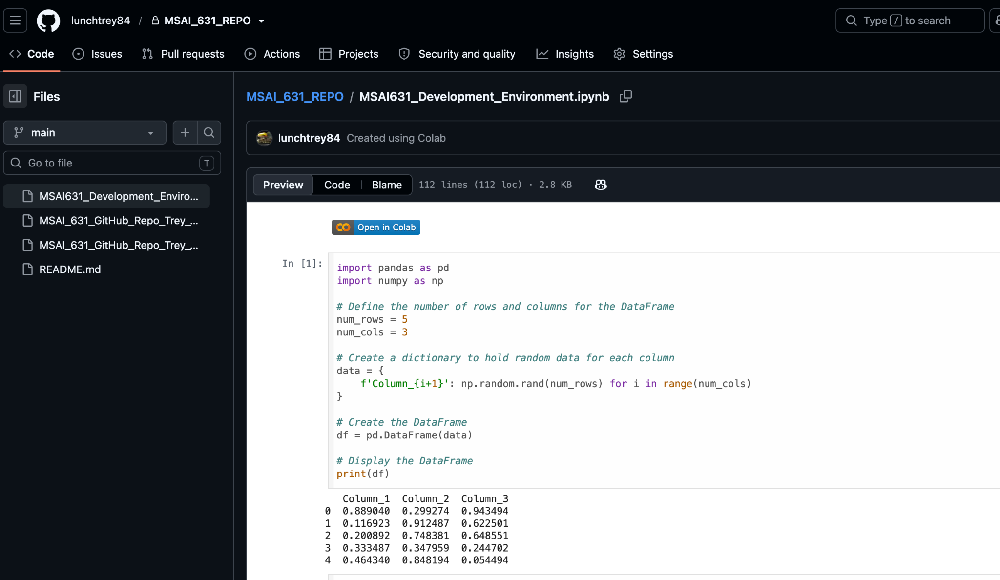 lunchtrey84 / MSAI_631_REPO
Type / to search
Code Issues Pull requests Actions Projects Security and quality Insights Settings
Files
main
Go to file T
MSAI631_Development_Enviro...
MSAI_631_GitHub_Repo_Trey_...
MSAI_631_GitHub_Repo_Trey_...
README.md
MSAI_631_REPO / MSAI631_Development_Environment.ipynb
lunchtrey84 Created using Colab
Preview Code Blame 112 lines (112 loc) · 2.8 KB
Open in Colab
In [1]:
import pandas as pd
import numpy as np
# Define the number of rows and columns for the DataFrame
num_rows = 5
num_cols = 3
# Create a dictionary to hold random data for each column
data = {
    f'Column_{i+1}': np.random.rand(num_rows) for i in range(num_cols)
}
# Create the DataFrame
df = pd.DataFrame(data)
# Display the DataFrame
print(df)
Column_1 Column_2 Column_3
0 0.889040 0.299274 0.943494
1 0.116923 0.912487 0.622501
2 0.200892 0.748381 0.648551
3 0.333487 0.347959 0.244702
4 0.464340 0.848194 0.054494